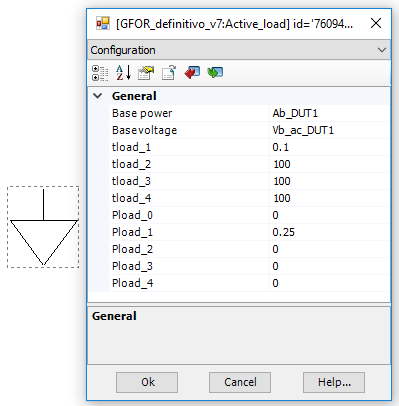 [GFOR_definitivo_v7:Active_load] id='76094...
Configuration
General
Base power Ab_DUT1
Basevoltage Vb_ac_DUT1
tload_1 0.1
tload_2 100
tload_3 100
tload_4 100
Pload_0 0
Pload_1 0.25
Pload_2 0
Pload_3 0
Pload_4 0
General
Ok Cancel Help...